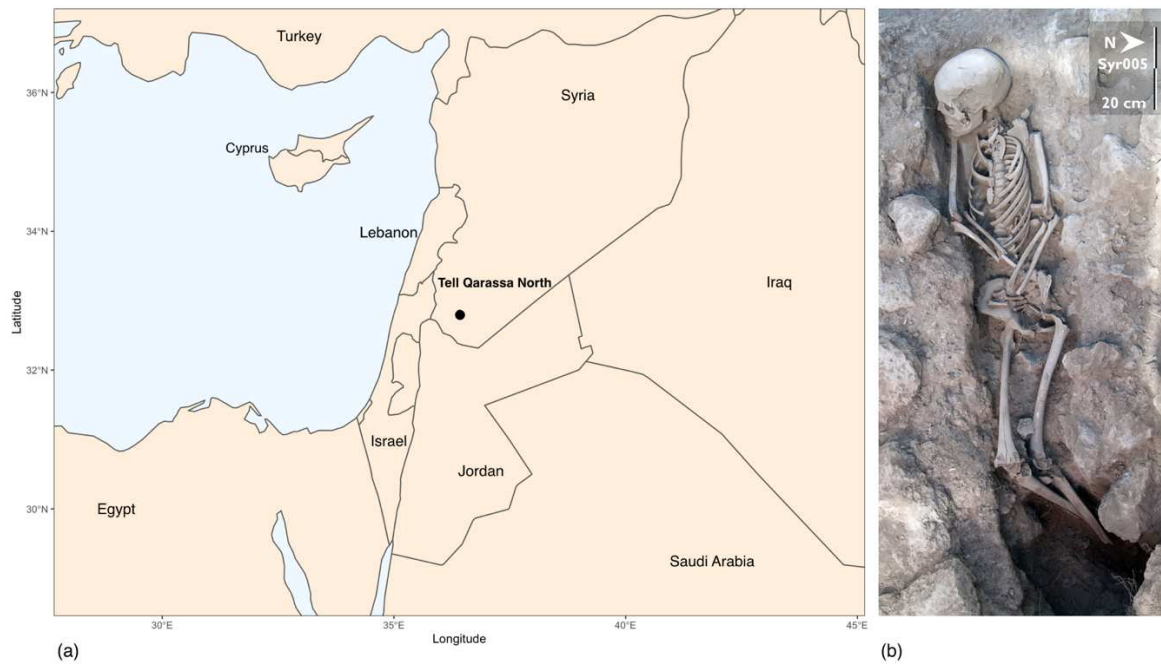 Turkey
36°N
Syria
Cyprus
34°N
Lebanon
Tell Qarassa North
Iraq
Latitude
32°N
Israel
Jordan
30°N
Egypt
Saudi Arabia
30°E
35°E
40°E
45°E
Longitude
(a)
N
Syr005
20 cm
(b)